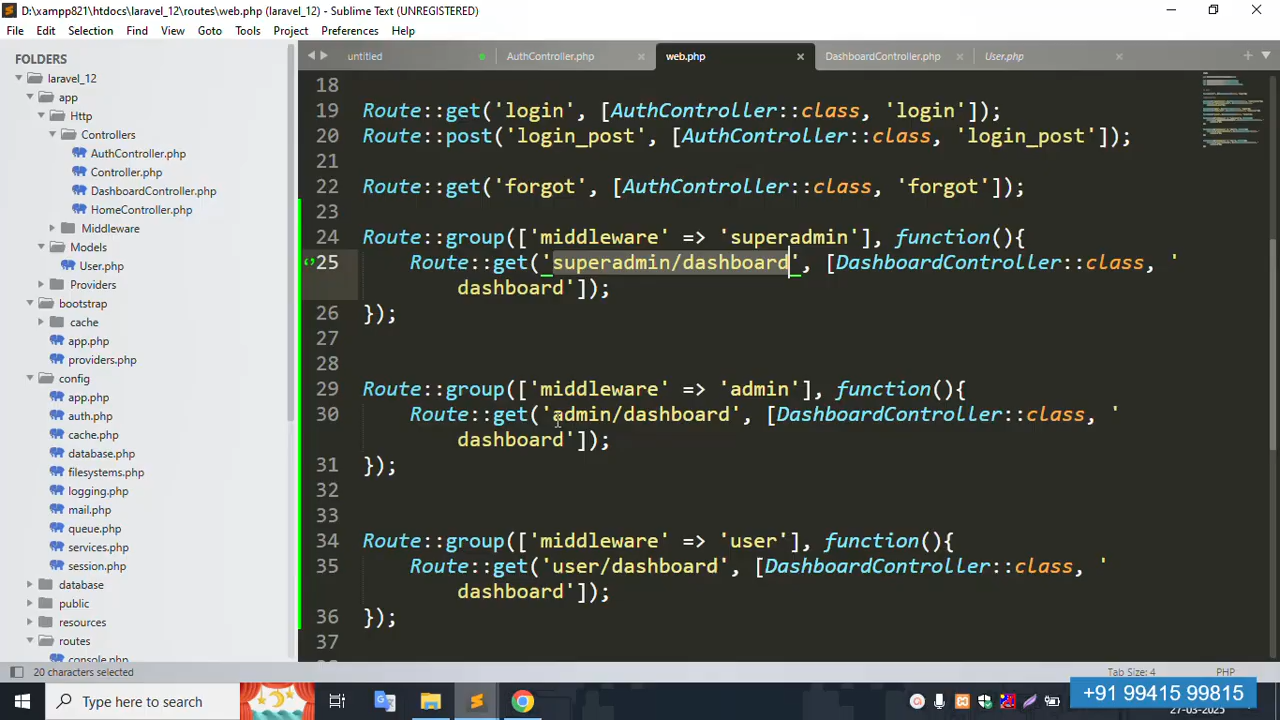 D:\xampp821\htdocs\laravel_12\routes\web.php (laravel_12) - Sublime Text (UNREGISTERED)
File Edit Selection Find View Goto Tools Project Preferences Help
FOLDERS
laravel_12
app
Http
Controllers
AuthController.php
Controller.php
DashboardController.php
HomeController.php
Middleware
Models
User.php
Providers
bootstrap
cache
app.php
providers.php
config
app.php
auth.php
cache.php
database.php
filesystems.php
logging.php
mail.php
queue.php
services.php
session.php
database
public
resources
routes
console.php
untitled AuthController.php web.php DashboardController.php User.php
18
19 Route::get('login', [AuthController::class, 'login']);
20 Route::post('login_post', [AuthController::class, 'login_post']);
21
22 Route::get('forgot', [AuthController::class, 'forgot']);
23
24 Route::group(['middleware' => 'superadmin'], function(){
25 Route::get('superadmin/dashboard', [DashboardController::class, '
dashboard']);
26 });
27
28
29 Route::group(['middleware' => 'admin'], function(){
30 Route::get('admin/dashboard', [DashboardController::class, '
dashboard']);
31 });
32
33
34 Route::group(['middleware' => 'user'], function(){
35 Route::get('user/dashboard', [DashboardController::class, '
dashboard']);
36 });
37
20 characters selected
Tab Size: 4 PHP
Type here to search
+91 99415 99815
27-03-2025